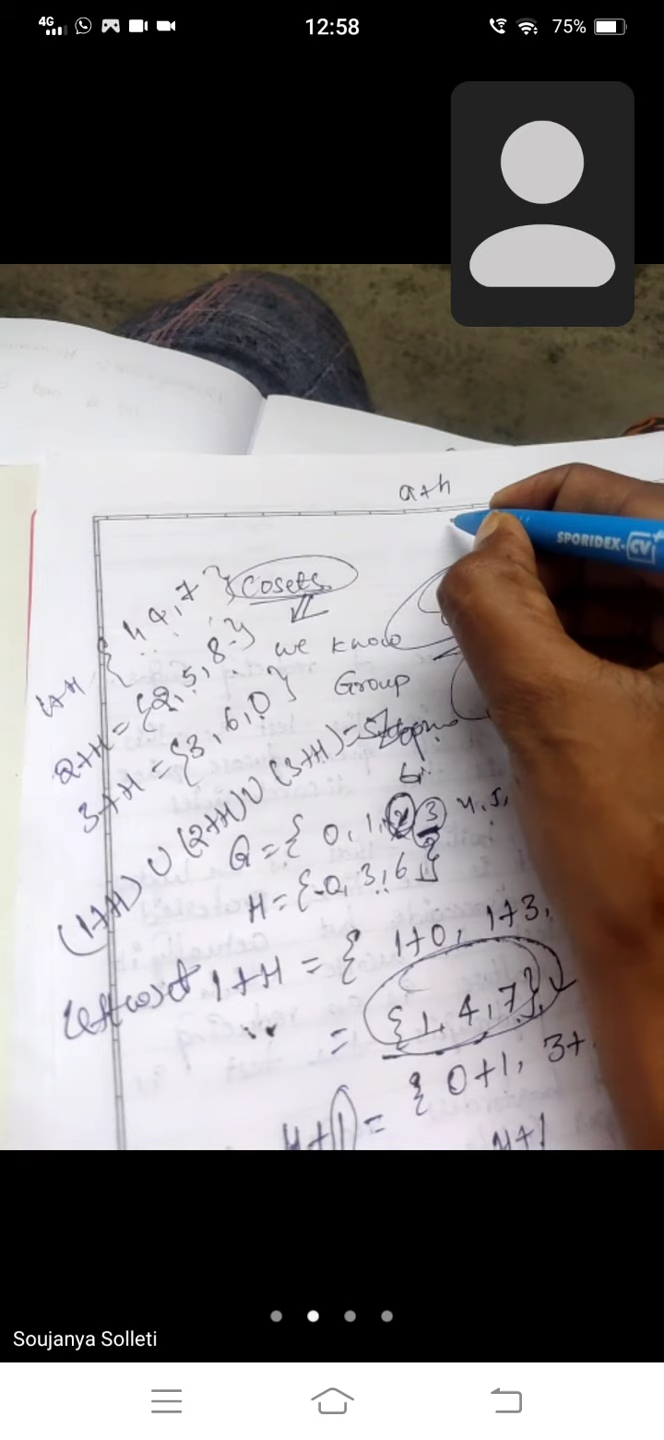 4G
12:58
75%
a+h
SPORIDEX-CV
Cosets
1+H { 1, 4, 7 }
2+H = {2, 5, 8}
we know
3+H = {3, 6, 0}
Group
(1+H) ∪ (2+H) ∪ (3+H) =
G = { 0, 1, 2, 3, 4, 5,
H = {0, 3, 6}
Left coset 1+H = { 1+0, 1+3,
= {1, 4, 7},
H+1 = { 0+1, 3+
H+1
Soujanya Solleti